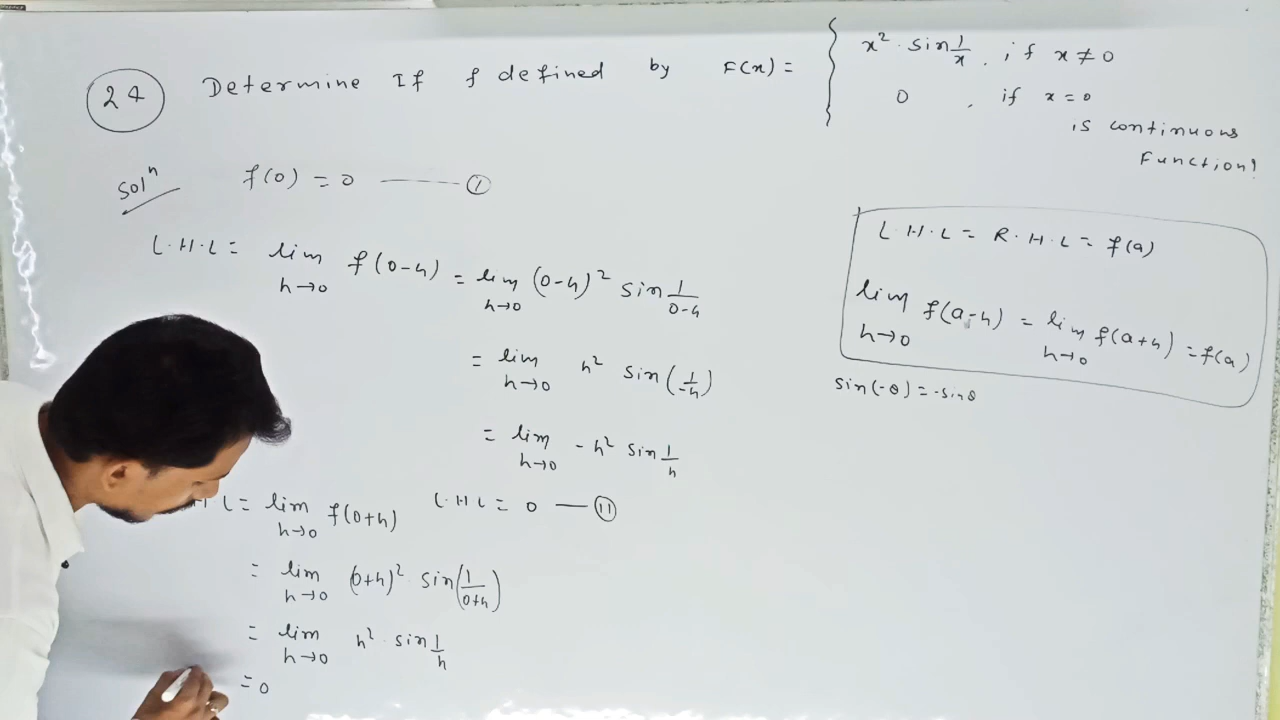 24 Determine If f defined by F(x) = { x² · sin 1/x , if x ≠ 0
0 , if x = 0
is continuous
Function?
Solⁿ f(0) = 0 —— I
L.H.L = lim h→0 f(0-h) = lim h→0 (0-h)² sin 1/0-h
= lim h→0 h² sin(1/-h)
= lim h→0 - h² sin 1/h
L.H.L = 0 — II
H.L = lim h→0 f(0+h)
= lim h→0 (0+h)² · sin(1/0+h)
= lim h→0 h² · sin 1/h
= 0
L.H.L = R.H.L = f(a)
lim h→0 f(a-h) = lim h→0 f(a+h) = f(a)
sin(-θ) = -sinθ